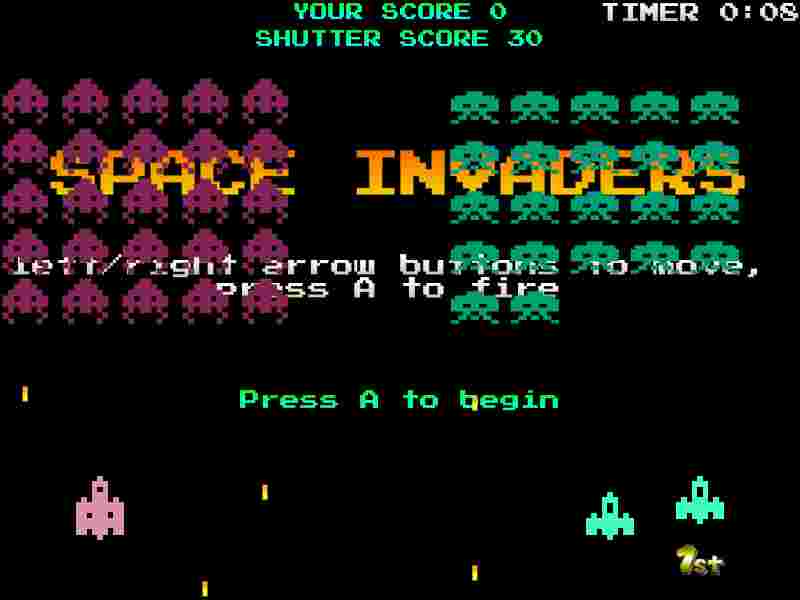 YOUR SCORE 0
TIMER 0:08
SHUTTER SCORE 30
SPACE INVADERS
left/right arrow buttons to move,
press A to fire
Press A to begin
1st